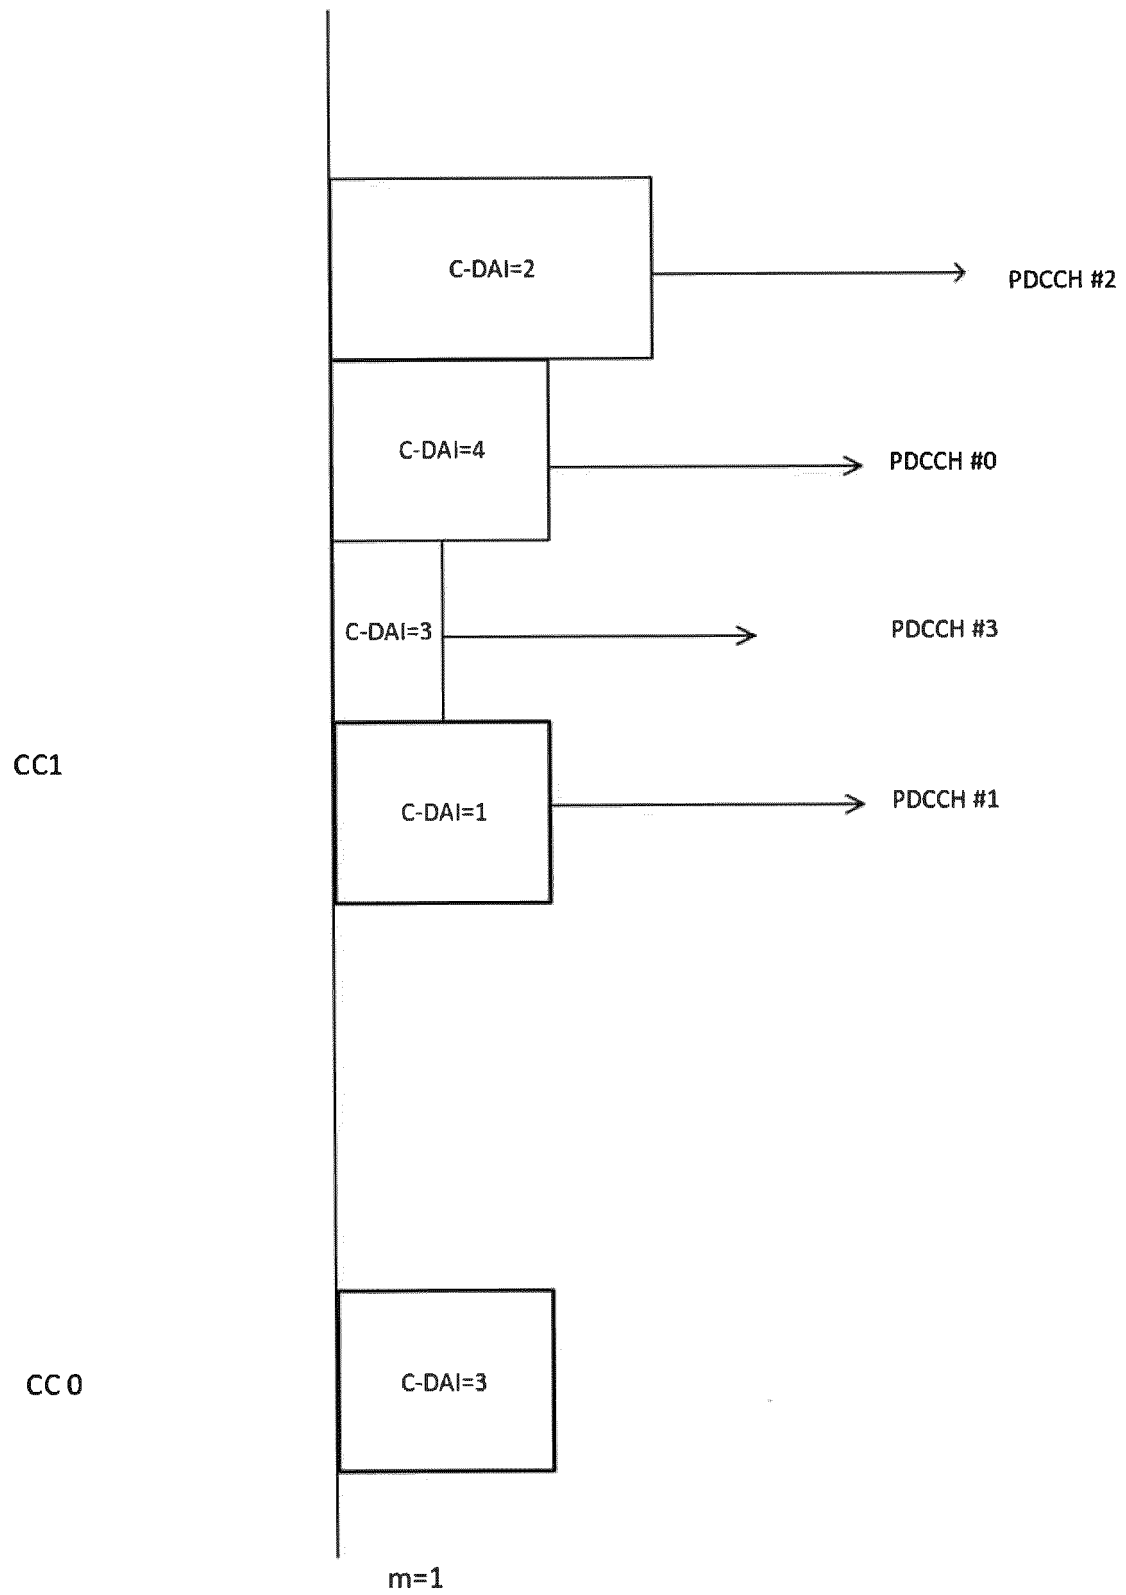 C-DAI=2
PDCCH #2
C-DAI=4
PDCCH #0
C-DAI=3
PDCCH #3
CC1
C-DAI=1
PDCCH #1
CC 0
C-DAI=3
m=1